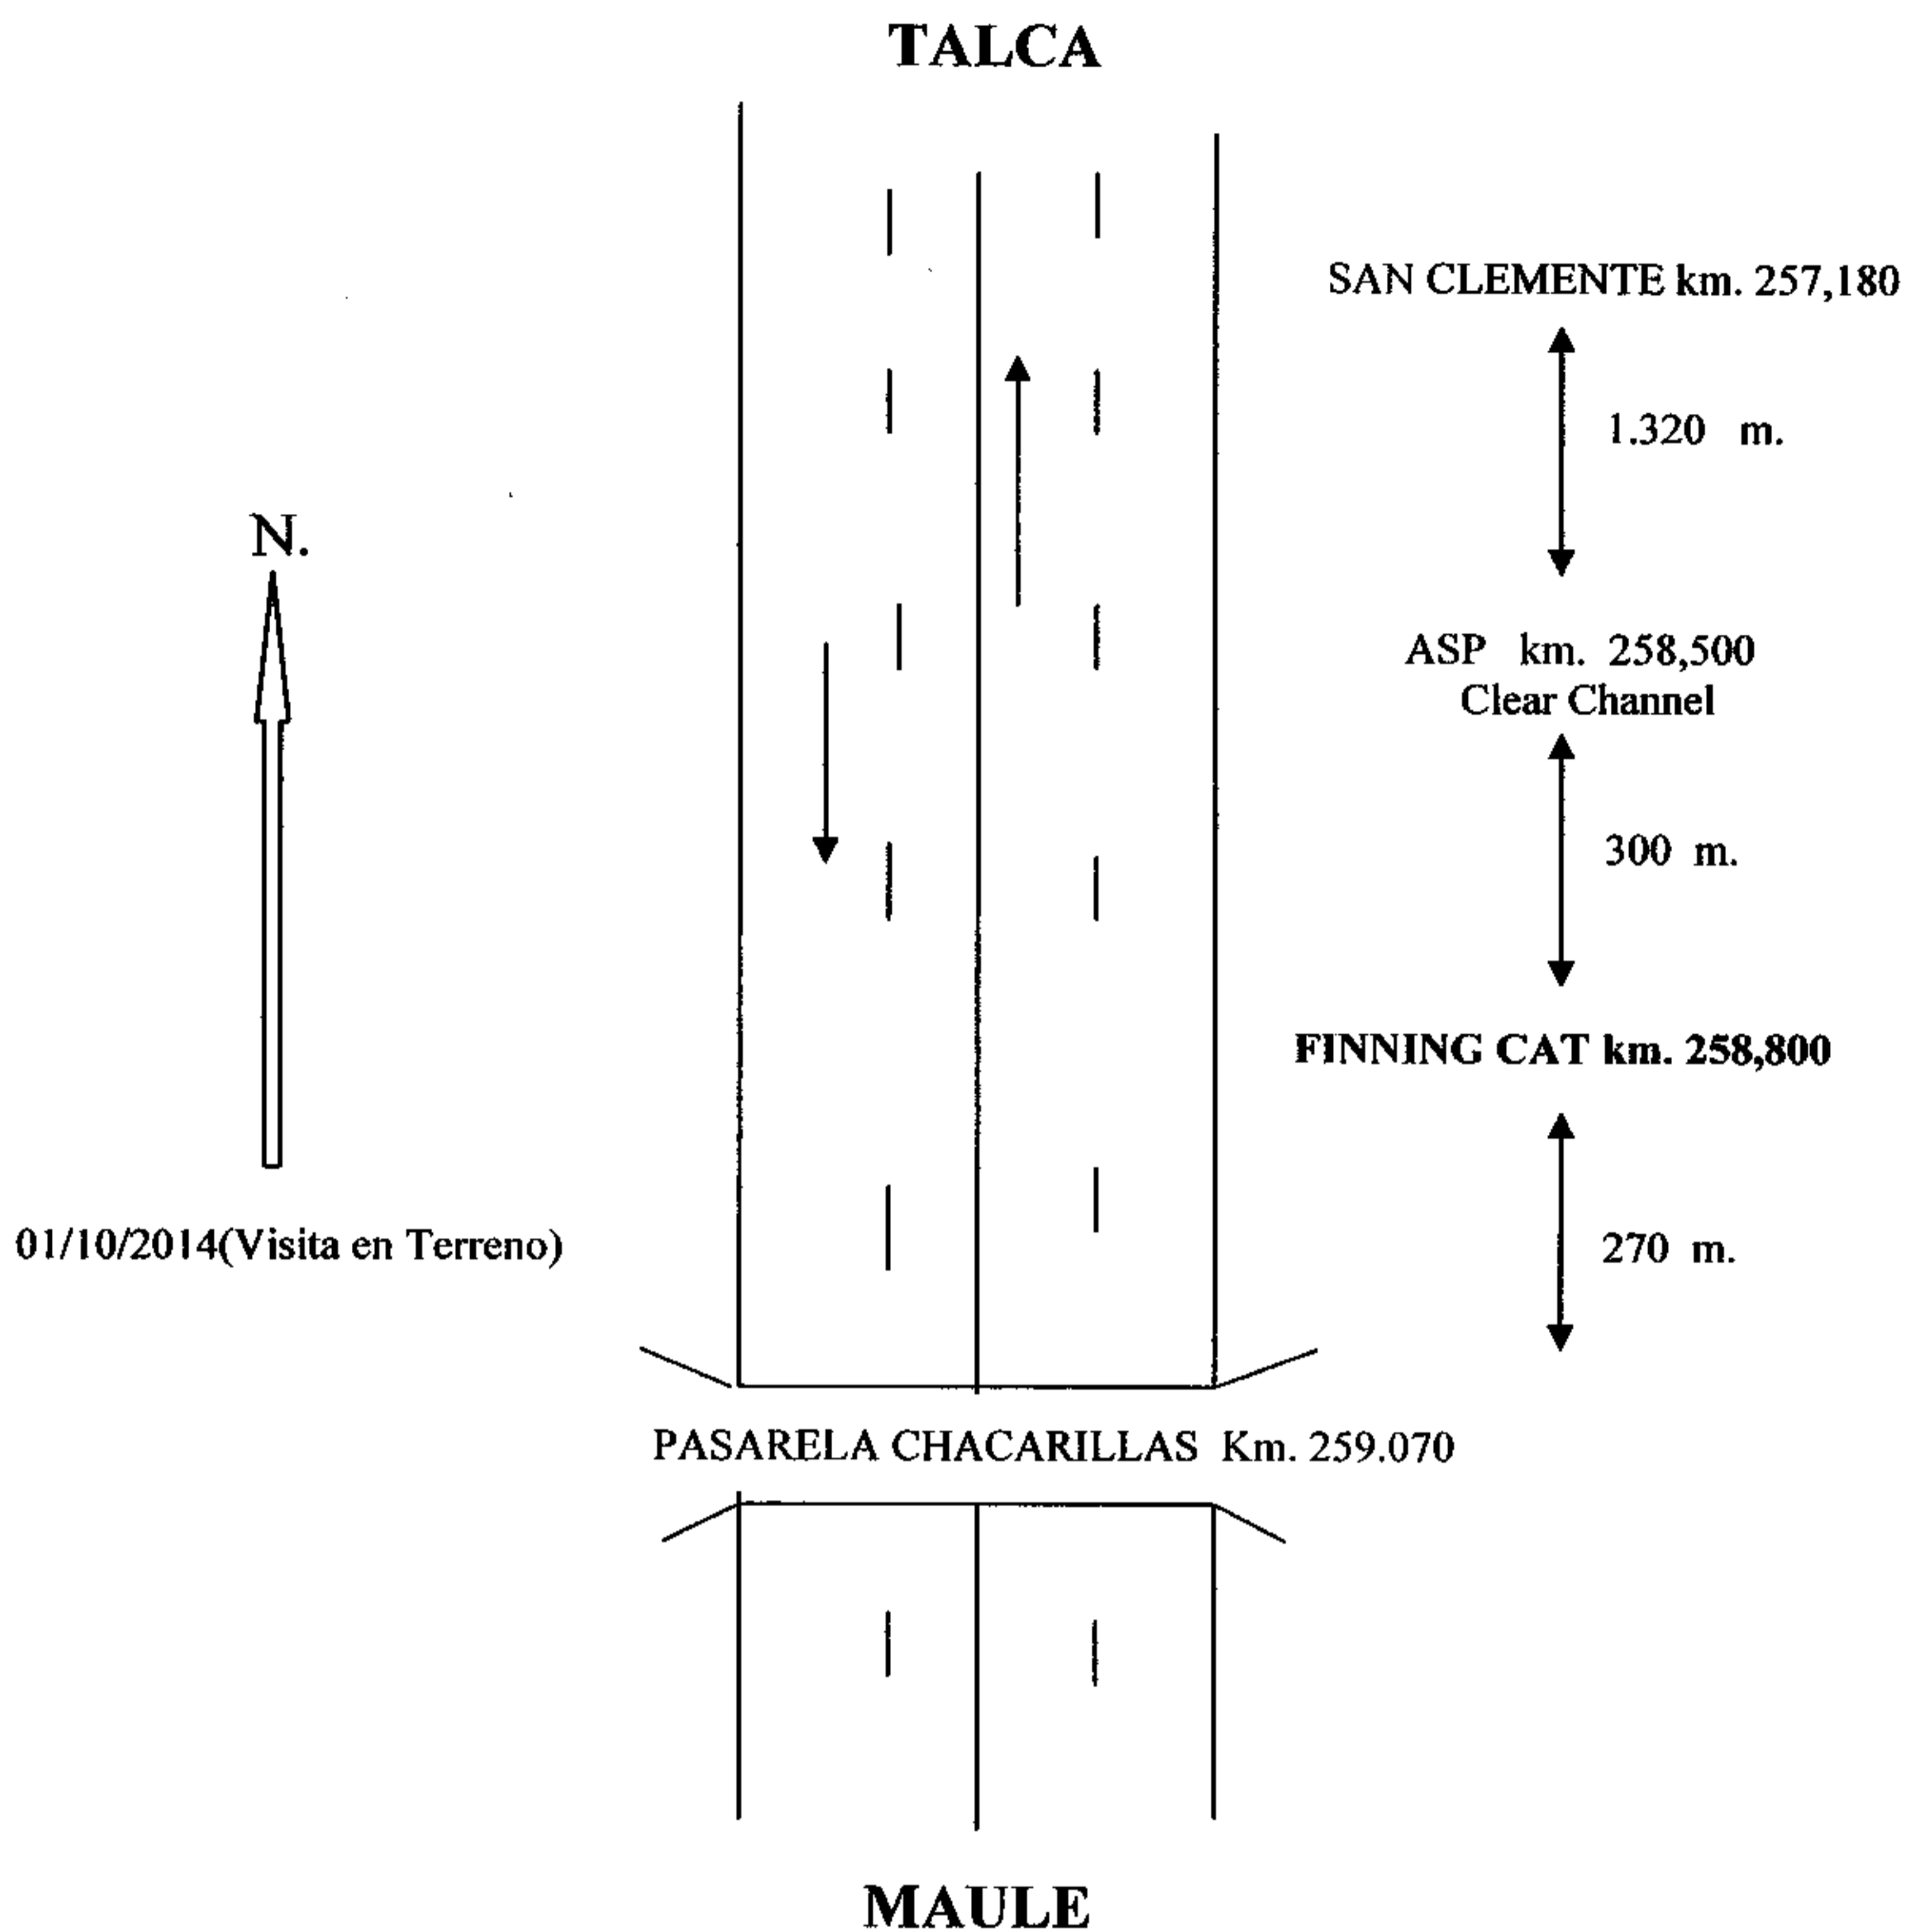 TALCA
SAN CLEMENTE km. 257,180
1.320 m.
N.
ASP km. 258,500
Clear Channel
300 m.
FINNING CAT km. 258,800
01/10/2014(Visita en Terreno)
270 m.
PASARELA CHACARILLAS Km. 259.070
MAULE